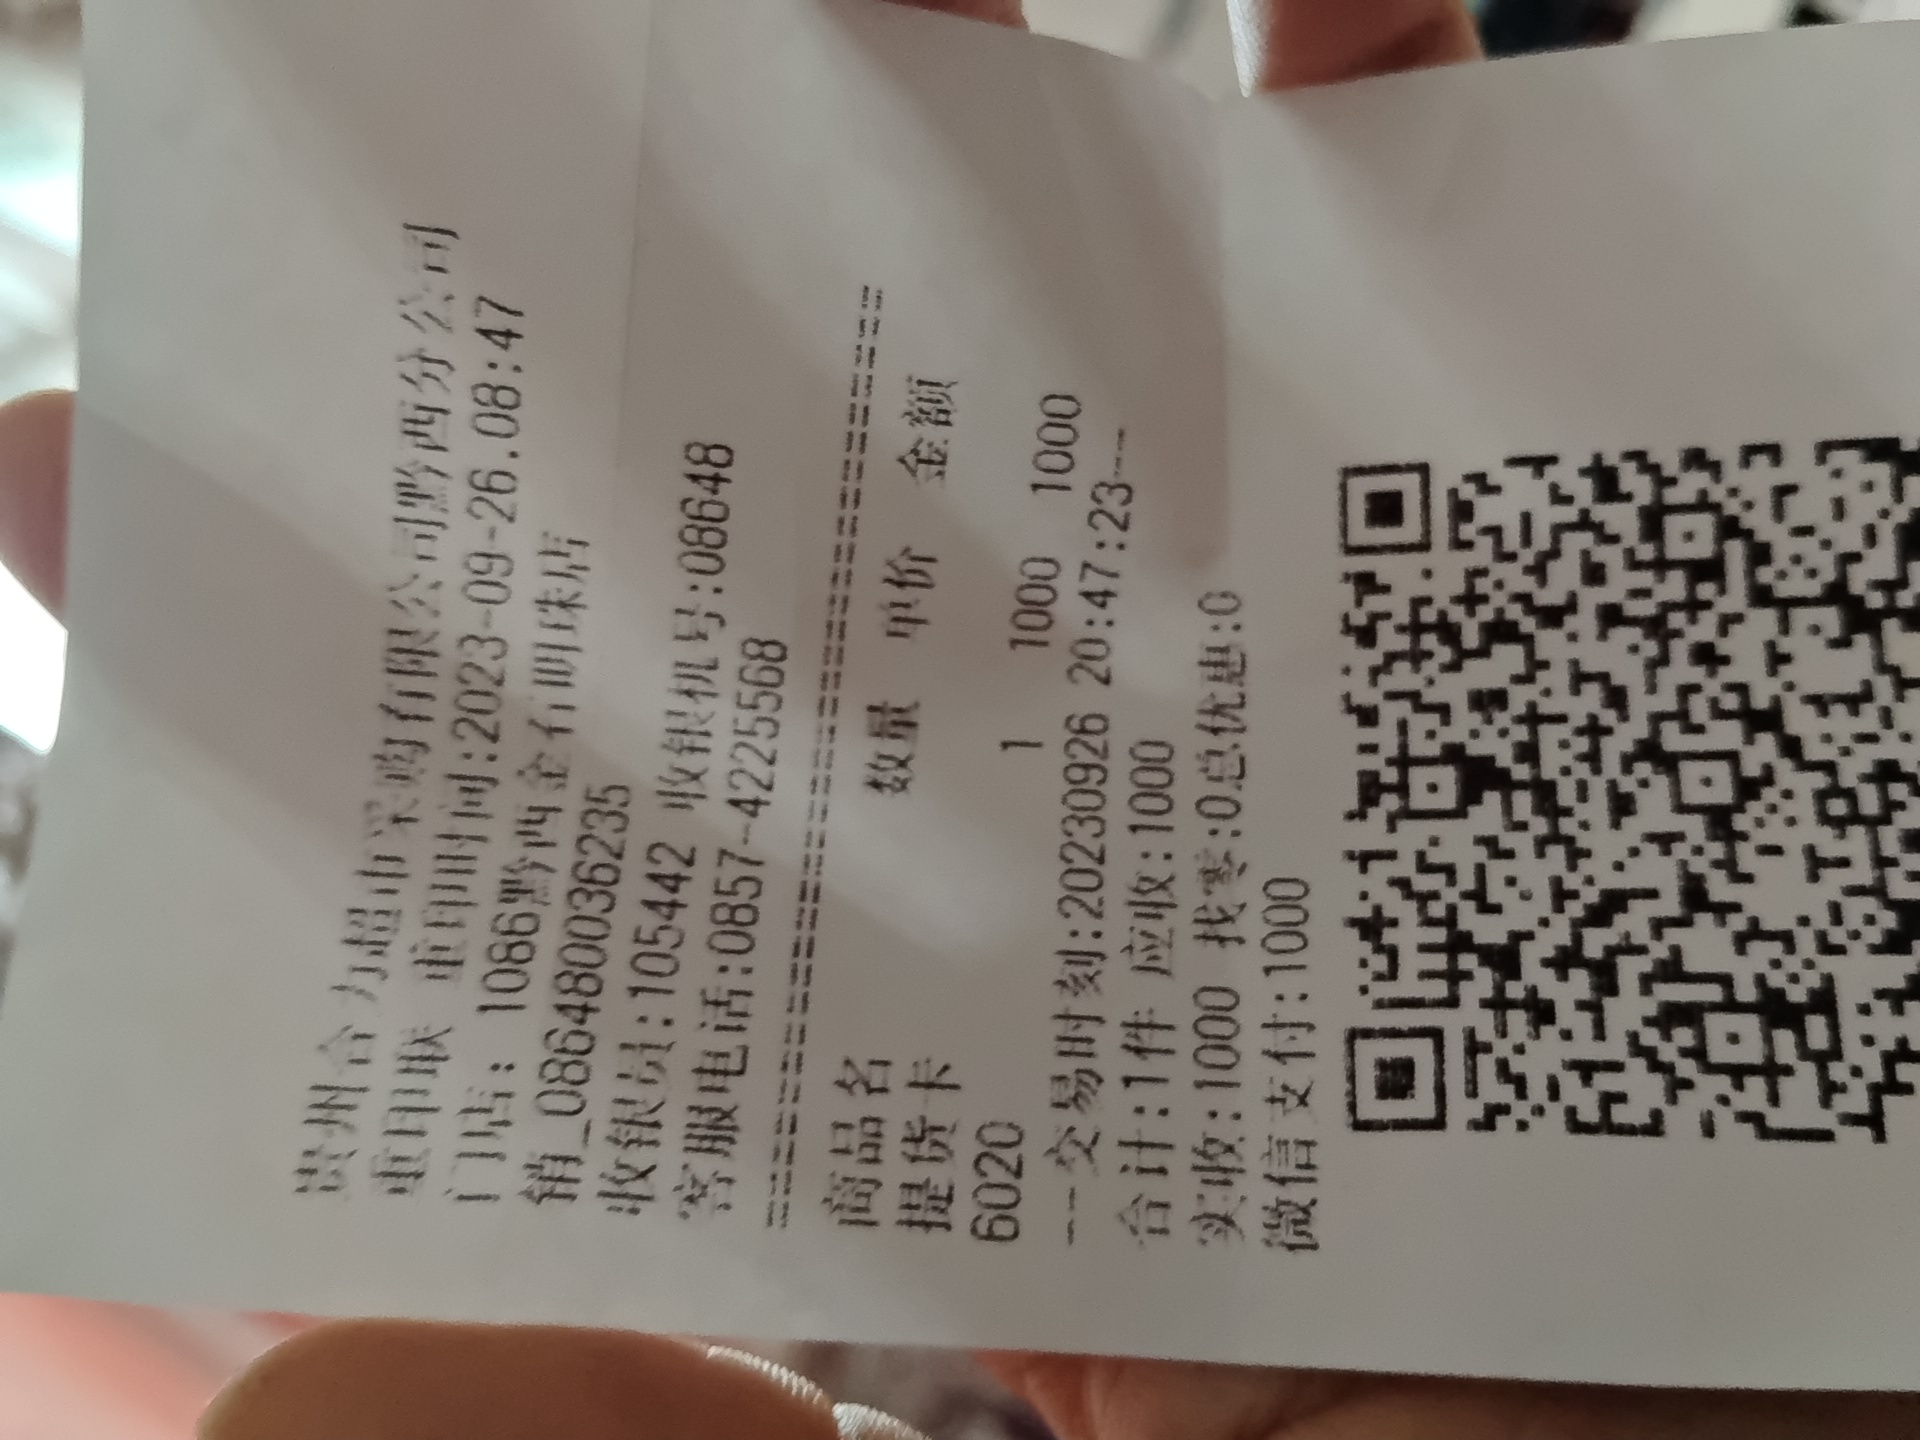 贵州合力超市采购有限公司黔西分公司
重印联 重印时间:2023-09-26.08:47
门店: 1086黔西金石明珠店
销_086480036235
收银员:105442 收银机号:08648
客服电话:0857-4225568
========================================
商品名 数量 单价 金额
提货卡
6020 1 1000 1000
---交易时刻:20230926 20:47:23---
合计:1件 应收:1000
实收:1000 找零:0总优惠:0
微信支付:1000